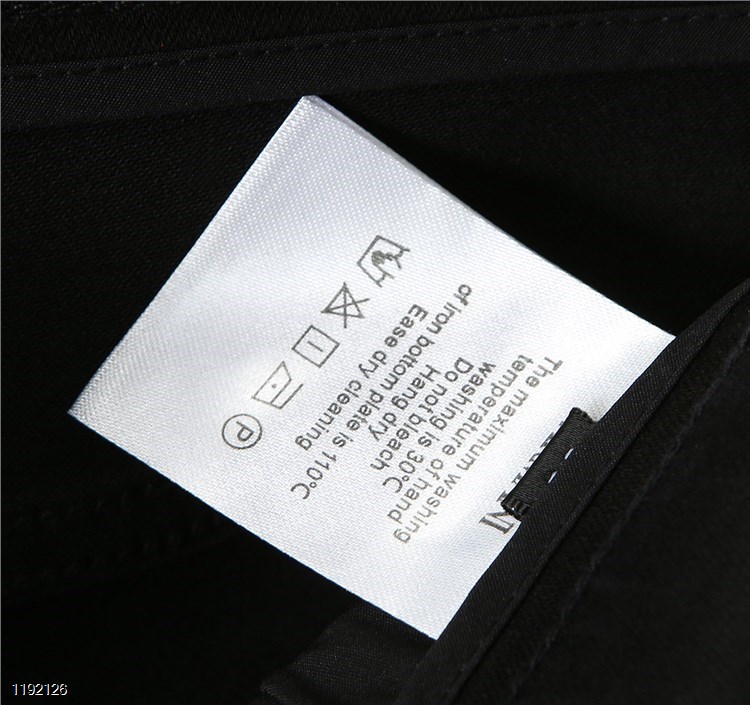 The maximum washing
temperature of hand
washing is 30℃
Do not bleach
Hang dry
of iron bottom plate is 110℃
Ease dry cleaning
P
1192126